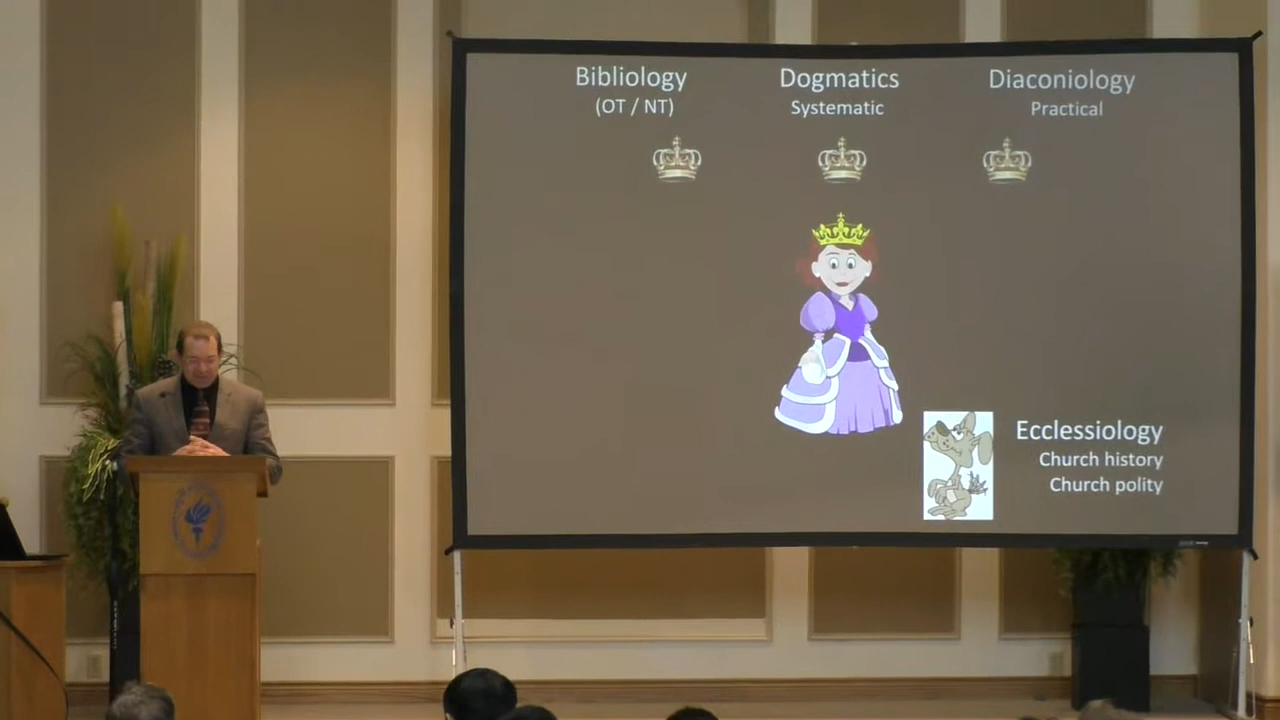 Bibliology
(OT / NT)
Dogmatics
Systematic
Diaconiology
Practical
Ecclessiology
Church history
Church polity